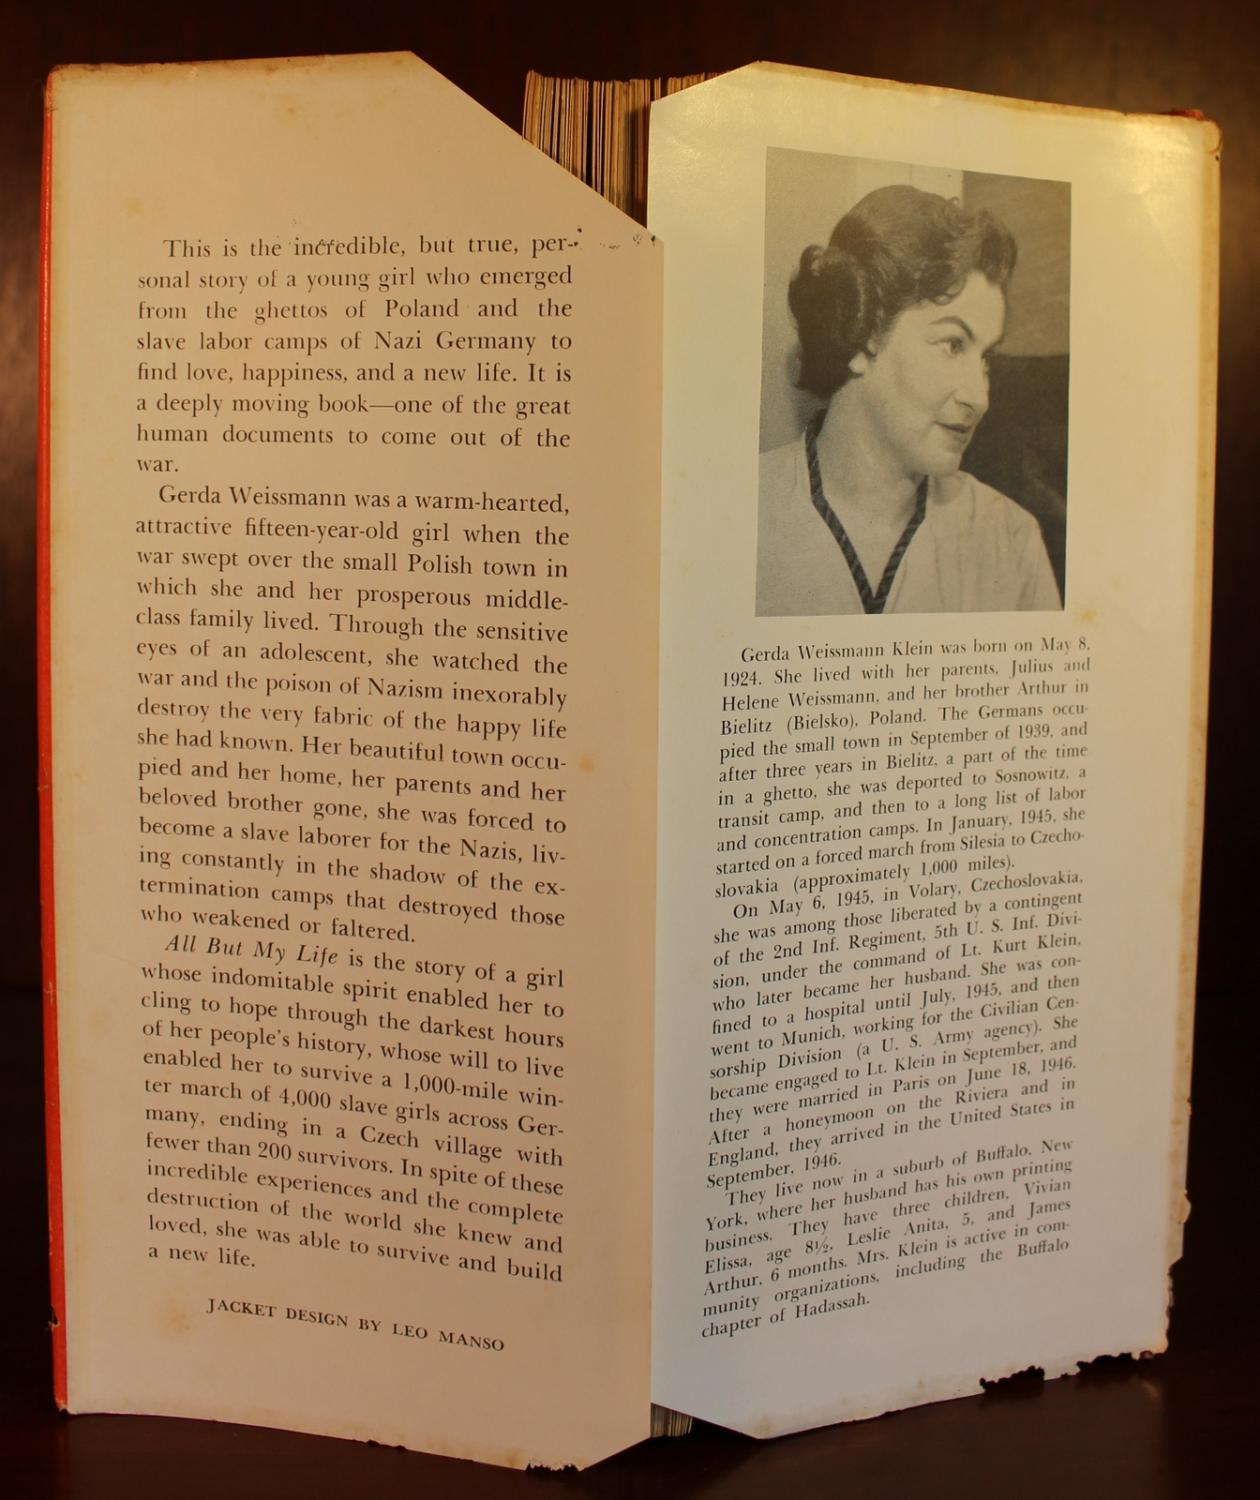 This is the incredible, but true, per-
sonal story of a young girl who emerged
from the ghettos of Poland and the
slave labor camps of Nazi Germany to
find love, happiness, and a new life. It is
a deeply moving book—one of the great
human documents to come out of the
war.
Gerda Weissmann was a warm-hearted,
attractive fifteen-year-old girl when the
war swept over the small Polish town in
which she and her prosperous middle-
class family lived. Through the sensitive
eyes of an adolescent, she watched the
war and the poison of Nazism inexorably
destroy the very fabric of the happy life
she had known. Her beautiful town occu-
pied and her home, her parents and her
beloved brother gone, she was forced to
become a slave laborer for the Nazis, liv-
ing constantly in the shadow of the ex-
termination camps that destroyed those
who weakened or faltered.
All But My Life is the story of a girl
whose indomitable spirit enabled her to
cling to hope through the darkest hours
of her people's history, whose will to live
enabled her to survive a 1,000-mile win-
ter march of 4,000 slave girls across Ger-
many, ending in a Czech village with
fewer than 200 survivors. In spite of these
incredible experiences and the complete
destruction of the world she knew and
loved, she was able to survive and build
a new life.
JACKET DESIGN BY LEO MANSO
Gerda Weissmann Klein was born on May 8,
1924. She lived with her parents, Julius and
Helene Weissmann, and her brother Arthur in
Bielitz (Bielsko), Poland. The Germans occu-
pied the small town in September of 1939, and
after three years in Bielitz, a part of the time
in a ghetto, she was deported to Sosnowitz, a
transit camp, and then to a long list of labor
and concentration camps. In January, 1945, she
started on a forced march from Silesia to Czecho-
slovakia (approximately 1,000 miles).
On May 6, 1945, in Volary, Czechoslovakia,
she was among those liberated by a contingent
of the 2nd Inf. Regiment, 5th U. S. Inf. Divi-
sion, under the command of Lt. Kurt Klein,
who later became her husband. She was con-
fined to a hospital until July, 1945, and then
went to Munich, working for the Civilian Cen-
sorship Division (a U. S. Army agency). She
became engaged to Lt. Klein in September, and
they were married in Paris on June 18, 1946.
After a honeymoon on the Riviera and in
England, they arrived in the United States in
September, 1946.
They live now in a suburb of Buffalo, New
York, where her husband has his own printing
business. They have three children, Vivian
Elissa, age 8½, Leslie Anita, 5, and James
Arthur, 6 months. Mrs. Klein is active in com-
munity organizations, including the Buffalo
chapter of Hadassah.